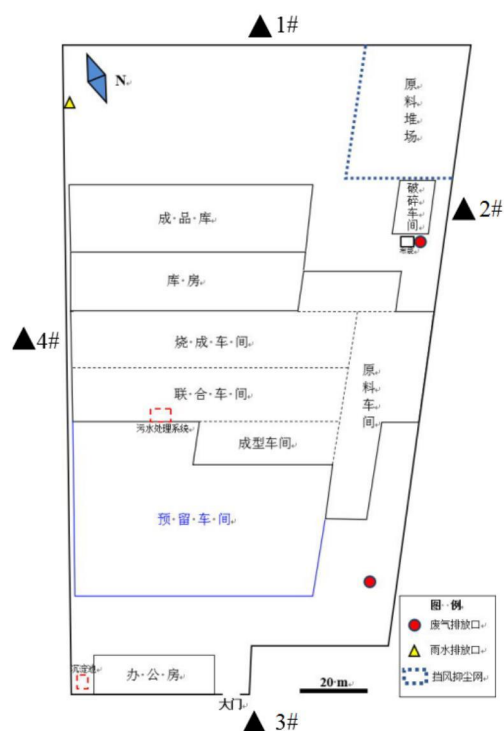 ▲1#
N
原料堆场
破碎车间
▲2#
成·品·库
库·房
▲4#
烧·成·车·间
原料车间
联·合·车·间
污水处理系统
成型车间
预·留·车·间
图··例
废气排放口
雨水排放口
挡风抑尘网
沉淀池
办·公·房
大门
20·m
▲3#